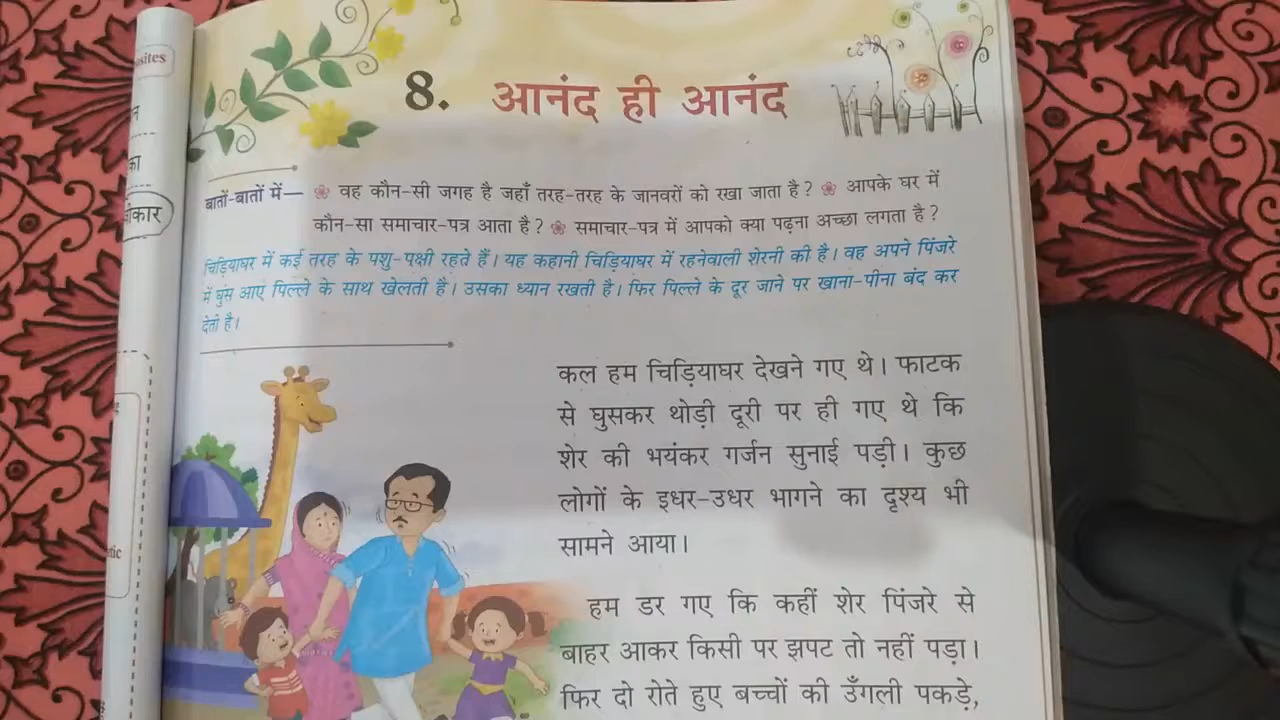 8. आनंद ही आनंद
बातों-बातों में— वह कौन-सी जगह है जहाँ तरह-तरह के जानवरों को रखा जाता है? आपके घर में
कौन-सा समाचार-पत्र आता है? समाचार-पत्र में आपको क्या पढ़ना अच्छा लगता है?
चिड़ियाघर में कई तरह के पशु-पक्षी रहते हैं। यह कहानी चिड़ियाघर में रहनेवाली शेरनी की है। वह अपने पिंजरे
में घुस आए पिल्ले के साथ खेलती है। उसका ध्यान रखती है। फिर पिल्ले के दूर जाने पर खाना-पीना बंद कर
देती है।
कल हम चिड़ियाघर देखने गए थे। फाटक
से घुसकर थोड़ी दूरी पर ही गए थे कि
शेर की भयंकर गर्जन सुनाई पड़ी। कुछ
लोगों के इधर-उधर भागने का दृश्य भी
सामने आया।
हम डर गए कि कहीं शेर पिंजरे से
बाहर आकर किसी पर झपट तो नहीं पड़ा।
फिर दो रोते हुए बच्चों की उँगली पकड़े,